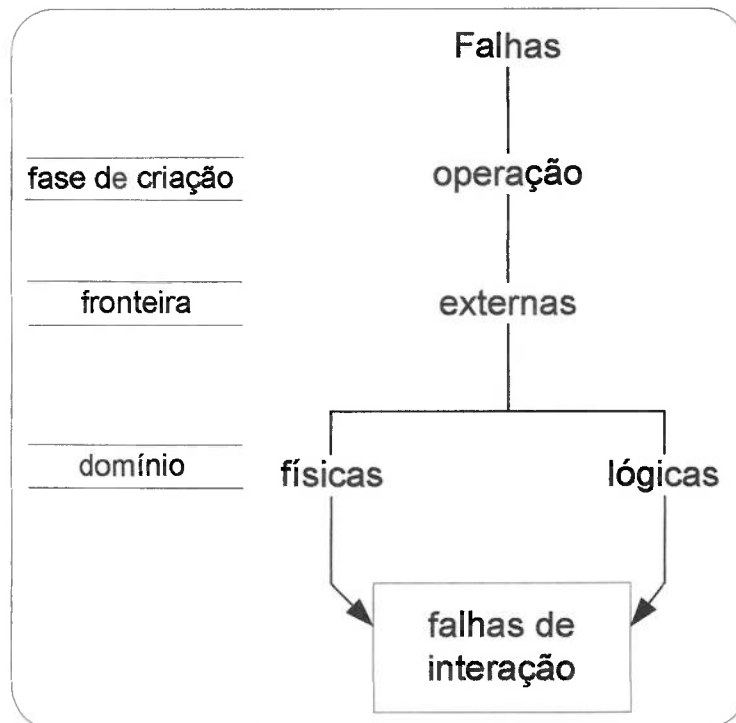 Falhas
fase de criação
operação
fronteira
externas
domínio
físicas
lógicas
falhas de
interação